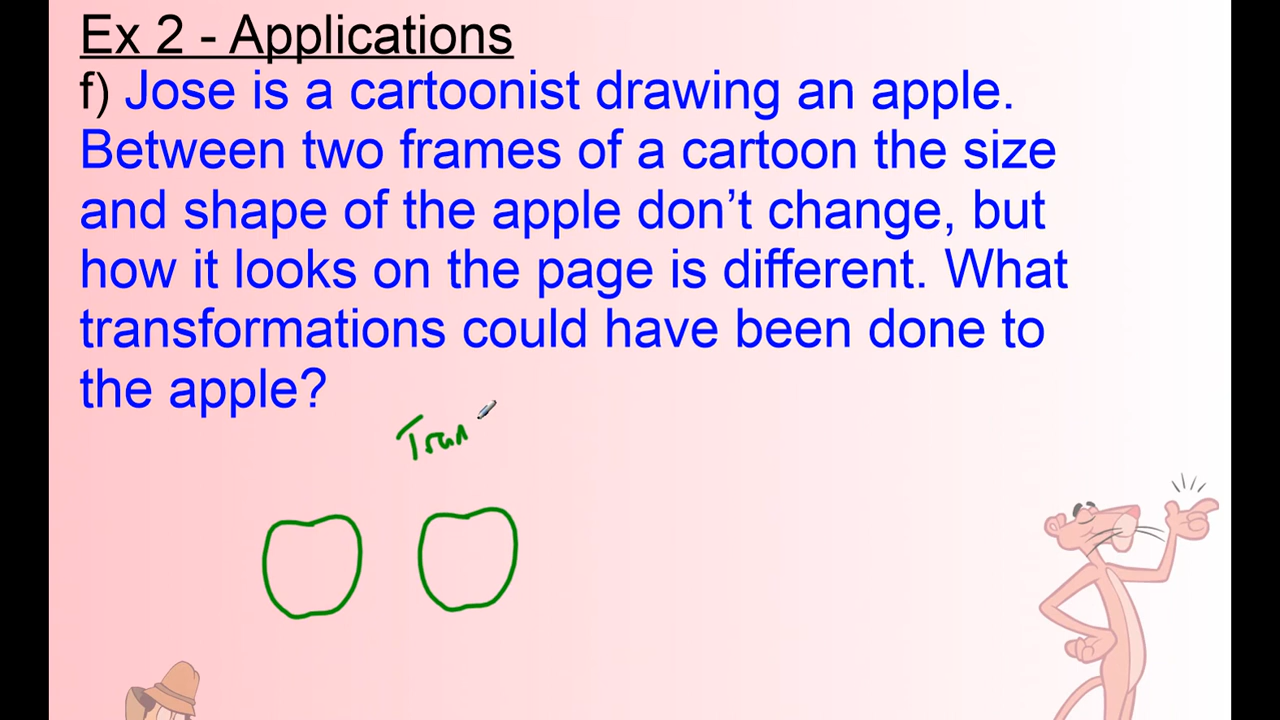 Ex 2 - Applications
f) Jose is a cartoonist drawing an apple.
Between two frames of a cartoon the size
and shape of the apple don’t change, but
how it looks on the page is different. What
transformations could have been done to
the apple?
Tran